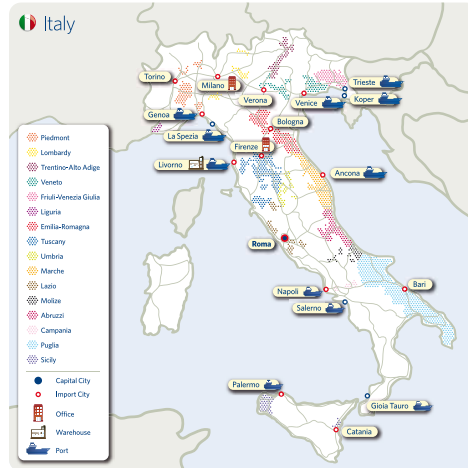 Italy
Torino
Milano
Verona
Trieste
Koper
Venice
Genoa
Bologna
La Spezia
Firenze
Livorno
Ancona
Roma
Napoli
Bari
Salerno
Palermo
Gioia Tauro
Catania
Piedmont
Lombardy
Trentino-Alto Adige
Veneto
Friuli-Venezia Giulia
Liguria
Emilia-Romagna
Tuscany
Umbria
Marche
Lazio
Molize
Abruzzi
Campania
Puglia
Sicily
Capital City
Import City
Office
Warehouse
Port